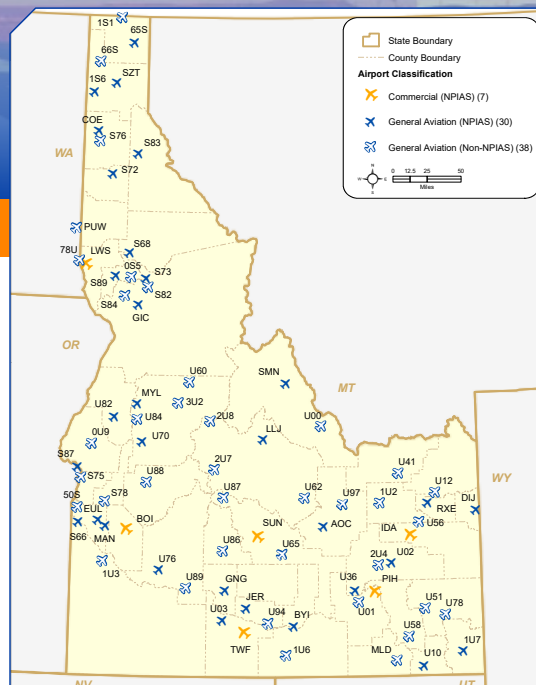 1S1
65S
66S
SZT
1S6
COE
S76
S83
WA
S72
PUW
S68
78U
LWS
0S5
S73
S89
S82
S84
GIC
OR
U60
SMN
MT
MYL
3U2
U82
U84
2U8
U00
0U9
U70
LLJ
S87
2U7
U41
S75
U88
WY
U12
DIJ
50S
S78
U87
U62
U97
1U2
RXE
EUL
BOI
SUN
AOC
IDA
U56
S66
MAN
U86
U65
2U4
U02
1U3
U76
U89
GNG
U36
PIH
JER
U01
U51
U78
U03
U94
BYI
U58
TWF
1U6
MLD
U10
1U7
NV
UT
State Boundary
County Boundary
Airport Classification
Commercial (NPIAS) (7)
General Aviation (NPIAS) (30)
General Aviation (Non-NPIAS) (38)
N
W
E
S
0 12.5 25 50
Miles